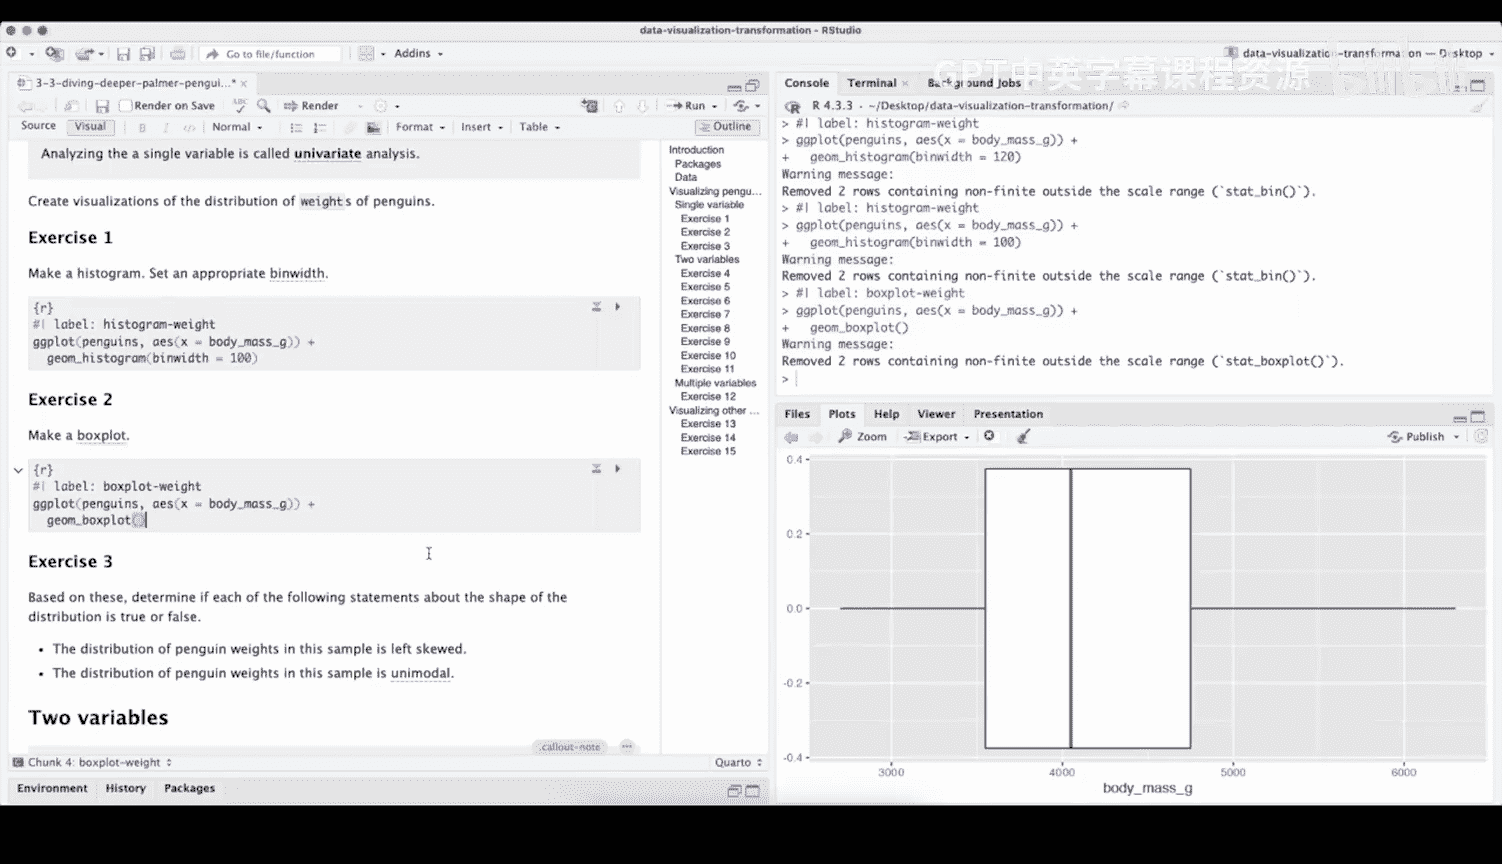 data-visualization-transformation - RStudio
Go to file/function
Addins
data-visualization-transformation — Desktop
GPT中英字幕课程资源
bilibili
3-3-diving-deeper-palmer-pengui...*
Render on Save
Render
Run
Source
Visual
B
I
</>
Normal
Format
Insert
Table
Outline
Analyzing the a single variable is called univariate analysis.
Create visualizations of the distribution of weights of penguins.
Exercise 1
Make a histogram. Set an appropriate binwidth.
{r}
#| label: histogram-weight
ggplot(penguins, aes(x = body_mass_g)) +
geom_histogram(binwidth = 100)
Exercise 2
Make a boxplot.
{r}
#| label: boxplot-weight
ggplot(penguins, aes(x = body_mass_g)) +
geom_boxplot()
Exercise 3
Based on these, determine if each of the following statements about the shape of the
distribution is true or false.
• The distribution of penguin weights in this sample is left skewed.
• The distribution of penguin weights in this sample is unimodal.
Two variables
.callout-note
Chunk 4: boxplot-weight
Quarto
Environment
History
Packages
Introduction
Packages
Data
Visualizing pengu...
Single variable
Exercise 1
Exercise 2
Exercise 3
Two variables
Exercise 4
Exercise 5
Exercise 6
Exercise 7
Exercise 8
Exercise 9
Exercise 10
Exercise 11
Multiple variables
Exercise 12
Visualizing other ...
Exercise 13
Exercise 14
Exercise 15
Console
Terminal
Background Jobs
R 4.3.3 · ~/Desktop/data-visualization-transformation/
> #| label: histogram-weight
> ggplot(penguins, aes(x = body_mass_g)) +
+ geom_histogram(binwidth = 120)
Warning message:
Removed 2 rows containing non-finite outside the scale range (`stat_bin()`).
> #| label: histogram-weight
> ggplot(penguins, aes(x = body_mass_g)) +
+ geom_histogram(binwidth = 100)
Warning message:
Removed 2 rows containing non-finite outside the scale range (`stat_bin()`).
> #| label: boxplot-weight
> ggplot(penguins, aes(x = body_mass_g)) +
+ geom_boxplot()
Warning message:
Removed 2 rows containing non-finite outside the scale range (`stat_boxplot()`).
>
Files
Plots
Help
Viewer
Presentation
Zoom
Export
Publish
0.4
0.2
0.0
-0.2
-0.4
3000
4000
5000
6000
body_mass_g